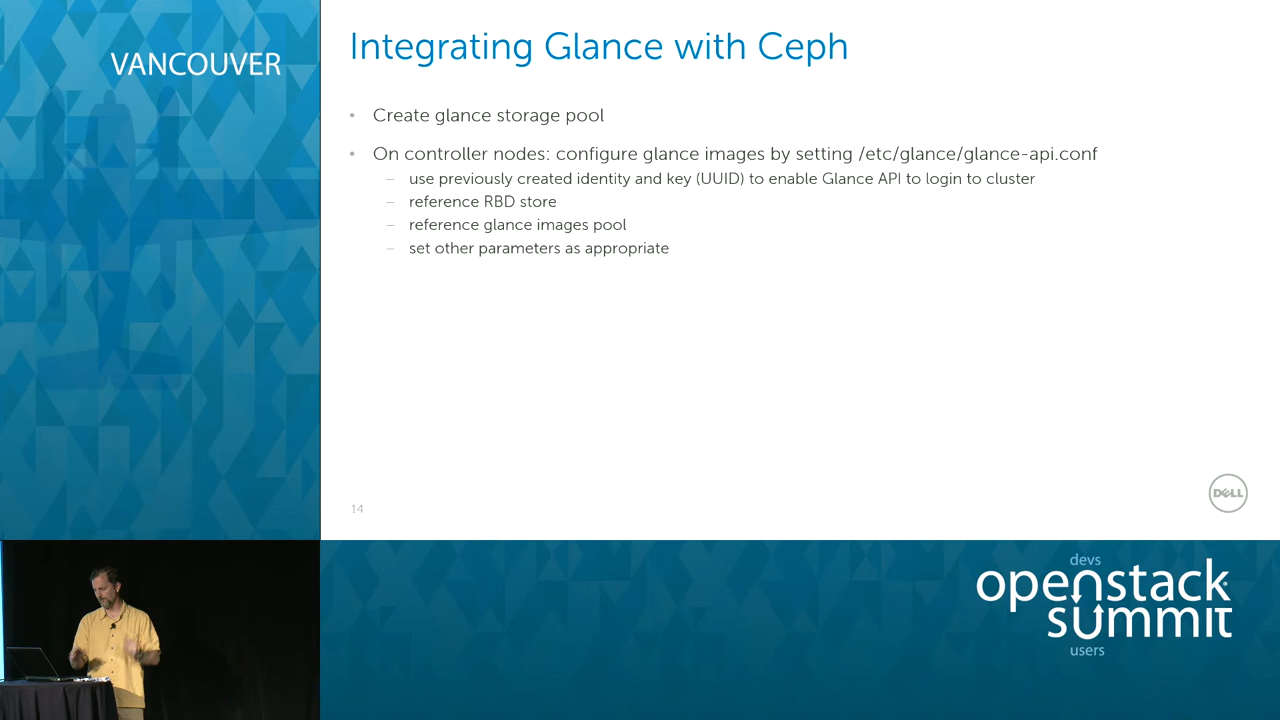 VANCOUVER
Integrating Glance with Ceph
• Create glance storage pool
• On controller nodes: configure glance images by setting /etc/glance/glance-api.conf
– use previously created identity and key (UUID) to enable Glance API to login to cluster
– reference RBD store
– reference glance images pool
– set other parameters as appropriate
14
DELL
devs
openstack
summit
users